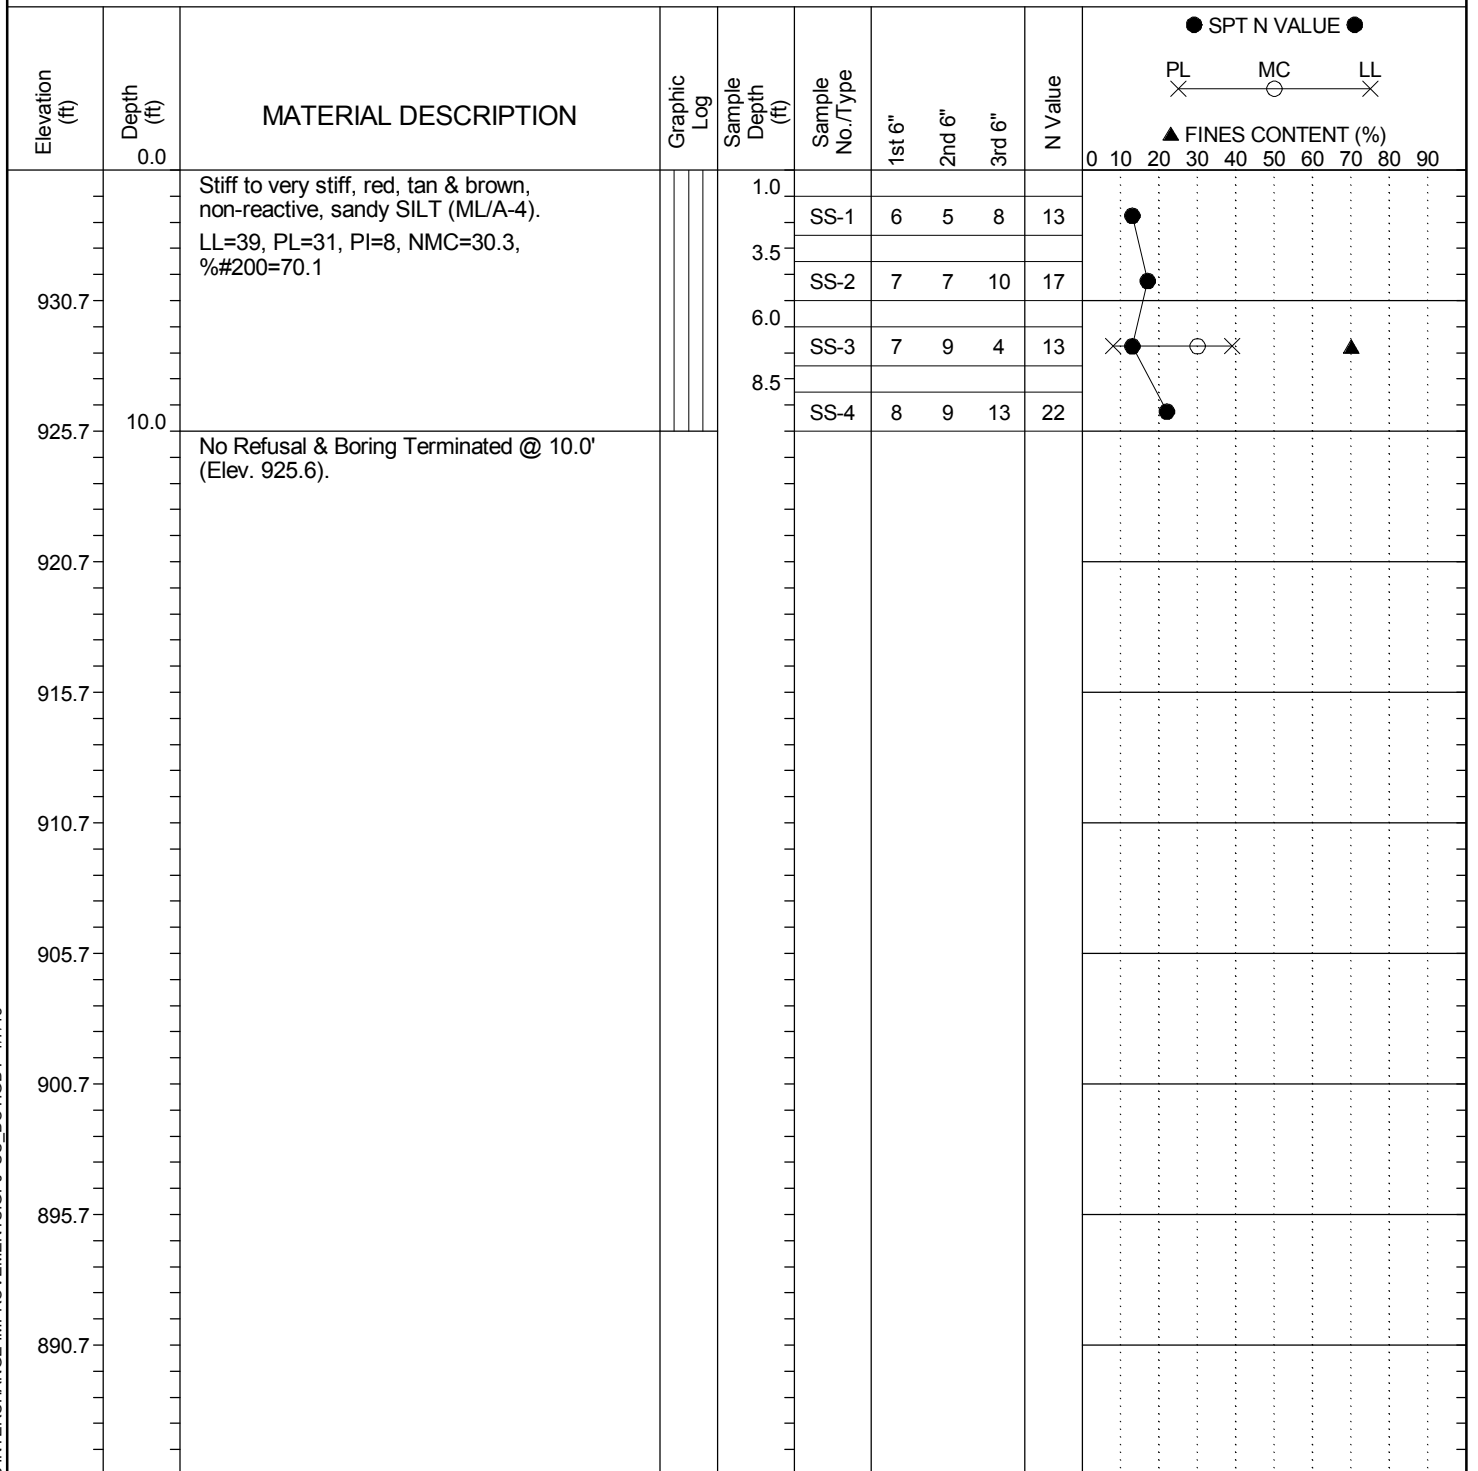 ● SPT N VALUE ●
PL MC LL
▲ FINES CONTENT (%)
0 10 20 30 40 50 60 70 80 90
Elevation
(ft)
Depth
(ft)
0.0
MATERIAL DESCRIPTION
Graphic
Log
Sample
Depth
(ft)
Sample
No./Type
1st 6"
2nd 6"
3rd 6"
N Value
Stiff to very stiff, red, tan & brown,
non-reactive, sandy SILT (ML/A-4).
LL=39, PL=31, PI=8, NMC=30.3,
%#200=70.1
1.0
SS-1 6 5 8 13
3.5
SS-2 7 7 10 17
930.7
6.0
SS-3 7 9 4 13
8.5
SS-4 8 9 13 22
10.0
925.7
No Refusal & Boring Terminated @ 10.0'
(Elev. 925.6).
920.7
915.7
910.7
905.7
900.7
895.7
890.7